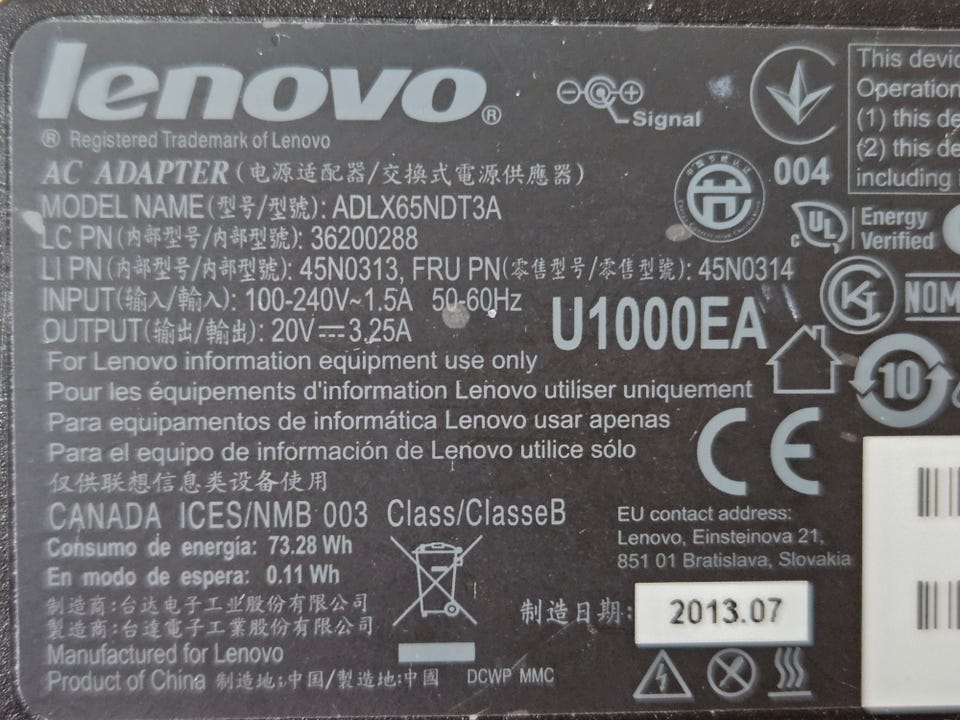 lenovo®
® Registered Trademark of Lenovo
AC ADAPTER (电源适配器/交換式電源供應器)
MODEL NAME (型号/型號): ADLX65NDT3A
LC PN (内部型号/内部型號): 36200288
LI PN (内部型号/内部型號): 45N0313, FRU PN (零售型号/零售型號): 45N0314
INPUT (输入/輸入): 100-240V~1.5A 50-60Hz
OUTPUT (输出/輸出): 20V⎓3.25A
For Lenovo information equipment use only
Pour les équipements d'information Lenovo utiliser uniquement
Para equipamentos de informática Lenovo usar apenas
Para el equipo de información de Lenovo utilice sólo
仅供联想信息类设备使用
CANADA ICES/NMB 003 Class/ClasseB
Consumo de energía: 73.28 Wh
En modo de espera: 0.11 Wh
制造商:台达电子工业股份有限公司
製造商:台達電子工業股份有限公司
Manufactured for Lenovo
Product of China 制造地:中国/製造地:中國 DCWP MMC
Signal
004
This
Operation
(1) this
(2) this
including
c UL
Energy
Verified
NOM
U1000EA
10
CE
EU contact address:
Lenovo, Einsteinova 21,
851 01 Bratislava, Slovakia
制造日期: 2013.07